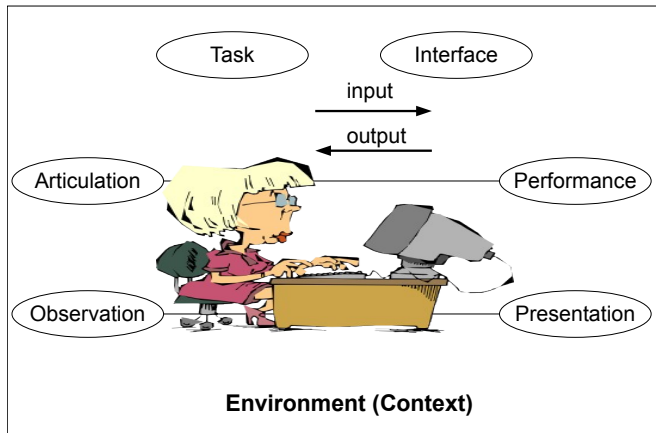 Task
Interface
input
output
Articulation
Performance
Observation
Presentation
Environment (Context)